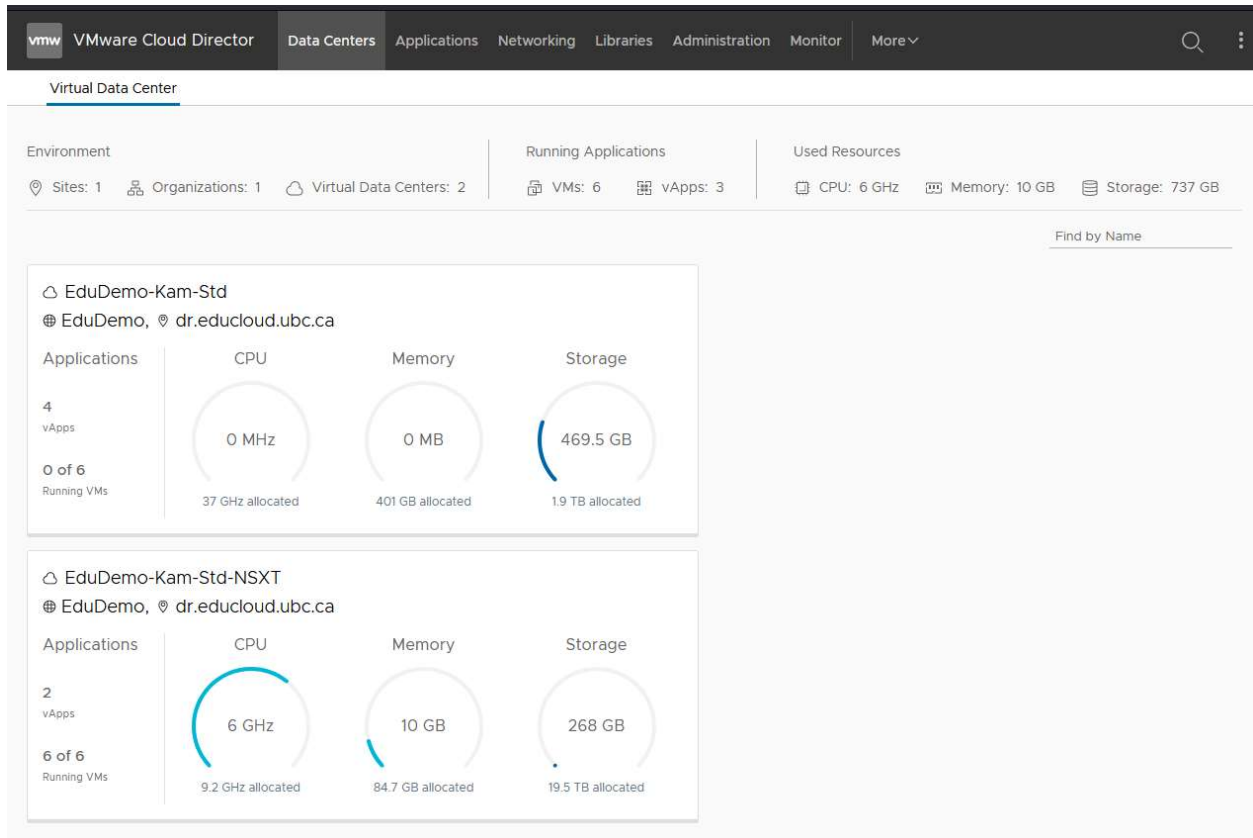 vmw VMware Cloud Director Data Centers Applications Networking Libraries Administration Monitor More
Virtual Data Center
Environment Running Applications Used Resources
Sites: 1 Organizations: 1 Virtual Data Centers: 2 VMs: 6 vApps: 3 CPU: 6 GHz Memory: 10 GB Storage: 737 GB
Find by Name
EduDemo-Kam-Std
EduDemo, dr.educloud.ubc.ca
Applications CPU Memory Storage
4
vApps
0 MHz 0 MB 469.5 GB
0 of 6
Running VMs
37 GHz allocated 401 GB allocated 1.9 TB allocated
EduDemo-Kam-Std-NSXT
EduDemo, dr.educloud.ubc.ca
Applications CPU Memory Storage
2
vApps
6 GHz 10 GB 268 GB
6 of 6
Running VMs
9.2 GHz allocated 84.7 GB allocated 19.5 TB allocated